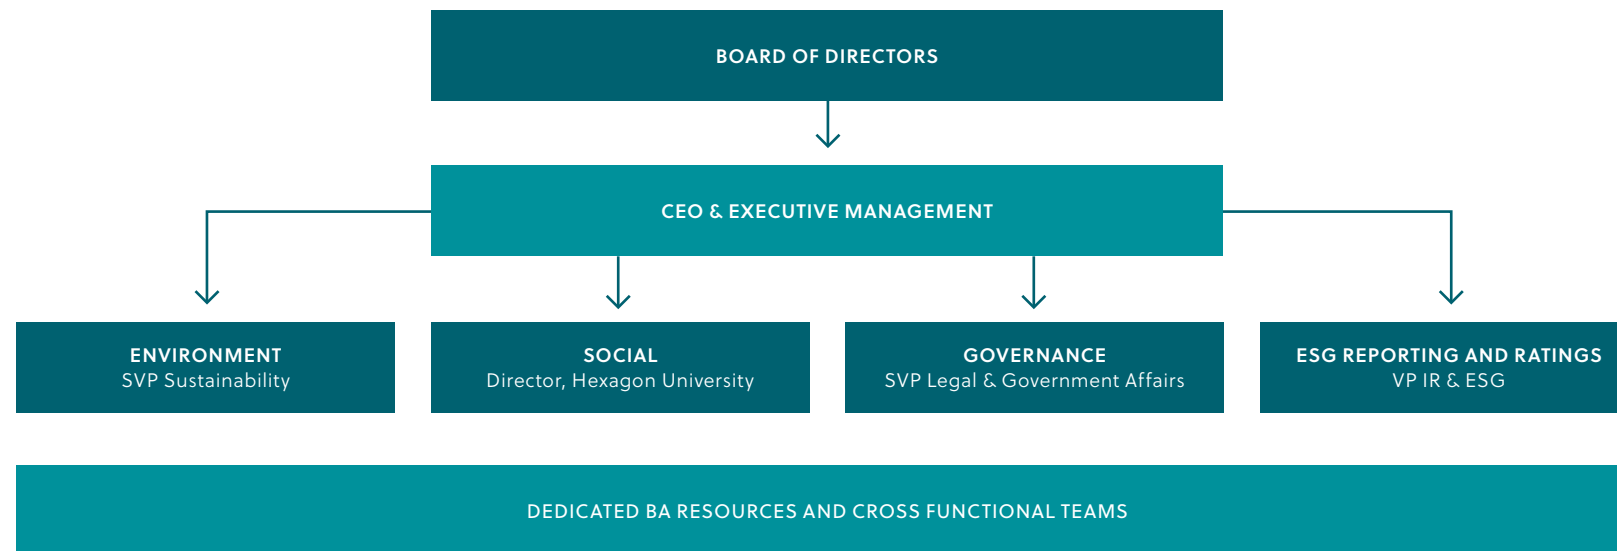 BOARD OF DIRECTORS
CEO & EXECUTIVE MANAGEMENT
ENVIRONMENT
SVP Sustainability
SOCIAL
Director, Hexagon University
GOVERNANCE
SVP Legal & Government Affairs
ESG REPORTING AND RATINGS
VP IR & ESG
DEDICATED BA RESOURCES AND CROSS FUNCTIONAL TEAMS